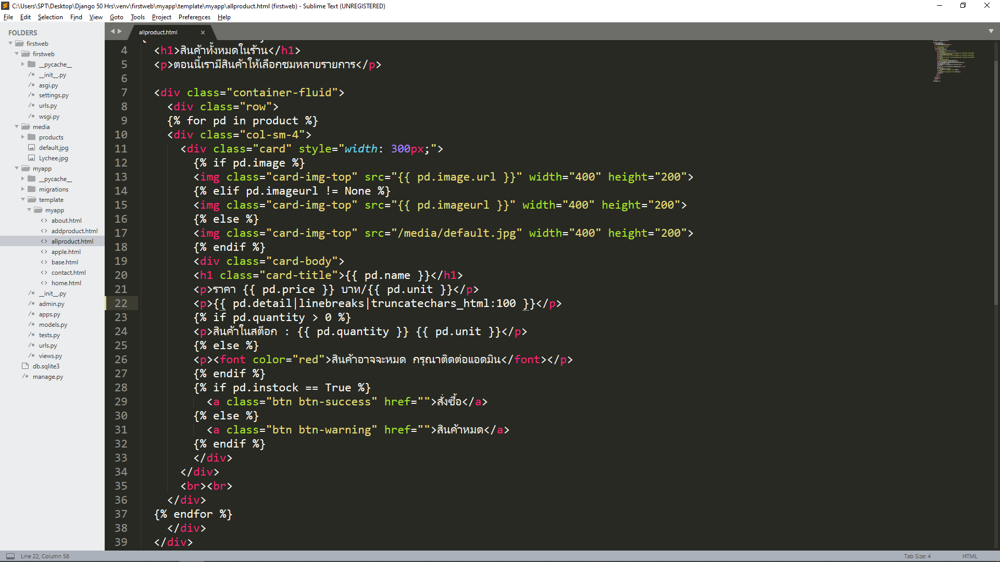 C:\Users\SPT\Desktop\Django 50 Hrs\venv\firstweb\myapp\template\myapp\allproduct.html (firstweb) - Sublime Text (UNREGISTERED)
File Edit Selection Find View Goto Tools Project Preferences Help
FOLDERS
firstweb
firstweb
__pycache__
__init__.py
asgi.py
settings.py
urls.py
wsgi.py
media
products
default.jpg
Lychee.jpg
myapp
__pycache__
migrations
template
myapp
about.html
addproduct.html
allproduct.html
apple.html
base.html
contact.html
home.html
__init__.py
admin.py
apps.py
models.py
tests.py
urls.py
views.py
db.sqlite3
manage.py
allproduct.html
4 <h1>สินค้าทั้งหมดในร้าน</h1>
5 <p>ตอนนี้เรามีสินค้าให้เลือกชมหลายรายการ</p>
6
7 <div class="container-fluid">
8 <div class="row">
9 {% for pd in product %}
10 <div class="col-sm-4">
11 <div class="card" style="width: 300px;">
12 {% if pd.image %}
13 <img class="card-img-top" src="{{ pd.image.url }}" width="400" height="200">
14 {% elif pd.imageurl != None %}
15 <img class="card-img-top" src="{{ pd.imageurl }}" width="400" height="200">
16 {% else %}
17 <img class="card-img-top" src="/media/default.jpg" width="400" height="200">
18 {% endif %}
19 <div class="card-body">
20 <h1 class="card-title">{{ pd.name }}</h1>
21 <p>ราคา {{ pd.price }} บาท/{{ pd.unit }}</p>
22 <p>{{ pd.detail|linebreaks|truncatechars_html:100 }}</p>
23 {% if pd.quantity > 0 %}
24 <p>สินค้าในสต็อก : {{ pd.quantity }} {{ pd.unit }}</p>
25 {% else %}
26 <p><font color="red">สินค้าอาจจะหมด กรุณาติดต่อแอดมิน</font></p>
27 {% endif %}
28 {% if pd.instock == True %}
29 <a class="btn btn-success" href="">สั่งซื้อ</a>
30 {% else %}
31 <a class="btn btn-warning" href="">สินค้าหมด</a>
32 {% endif %}
33 </div>
34 </div>
35 <br><br>
36 </div>
37 {% endfor %}
38 </div>
39 </div>
Line 22, Column 58
Tab Size: 4
HTML